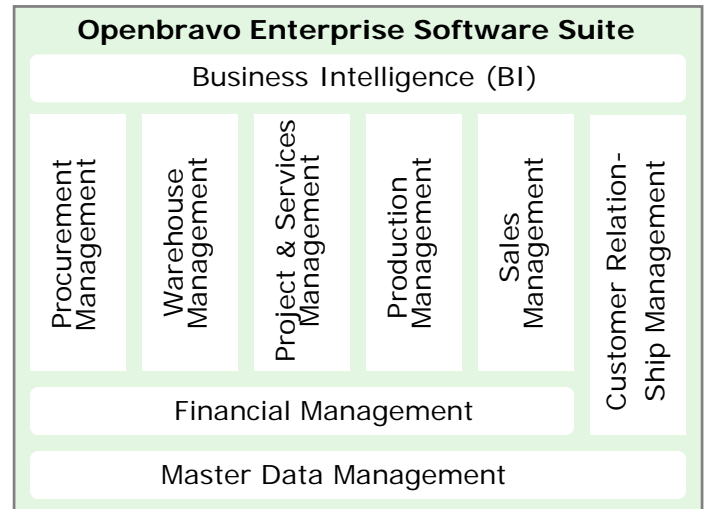 Openbravo Enterprise Software Suite
Business Intelligence (BI)
Procurement
Management
Warehouse
Management
Project & Services
Management
Production
Management
Sales
Management
Customer Relation-
Ship Management
Financial Management
Master Data Management